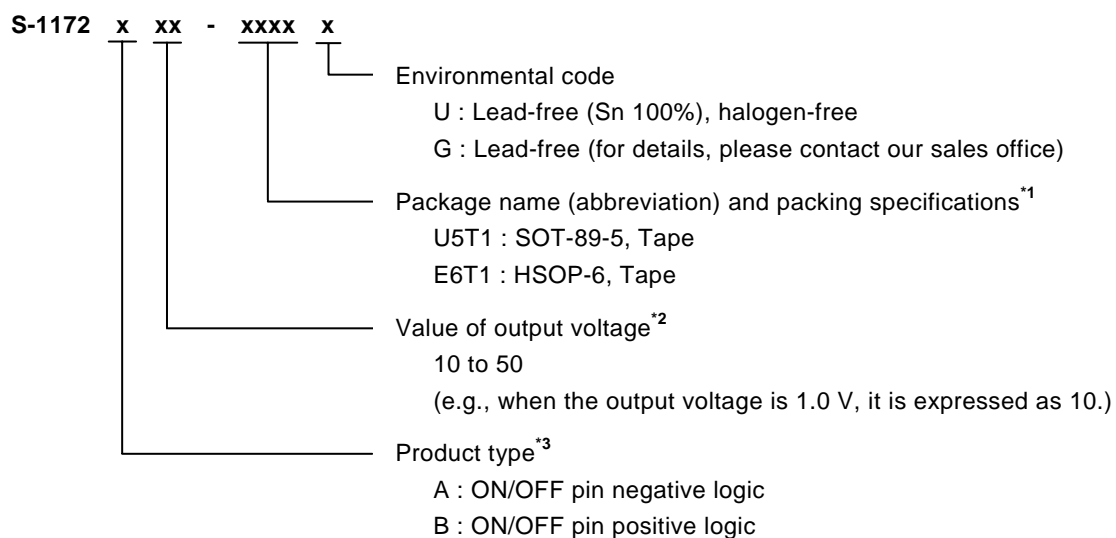 S-1172 x xx - xxxx x
Environmental code
U : Lead-free (Sn 100%), halogen-free
G : Lead-free (for details, please contact our sales office)
Package name (abbreviation) and packing specifications*1
U5T1 : SOT-89-5, Tape
E6T1 : HSOP-6, Tape
Value of output voltage*2
10 to 50
(e.g., when the output voltage is 1.0 V, it is expressed as 10.)
Product type*3
A : ON/OFF pin negative logic
B : ON/OFF pin positive logic